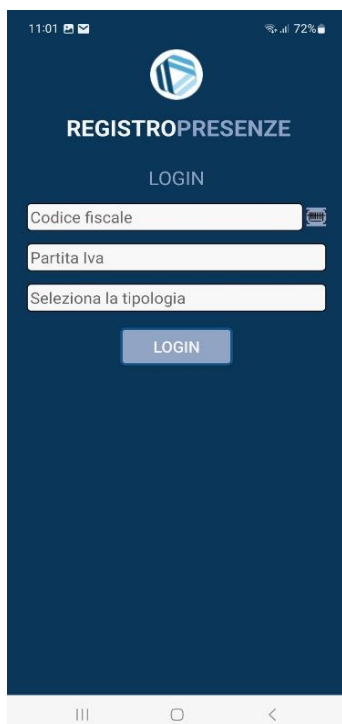 11:01 72%
REGISTROPRESENZE
LOGIN
Codice fiscale
Partita Iva
Seleziona la tipologia
LOGIN